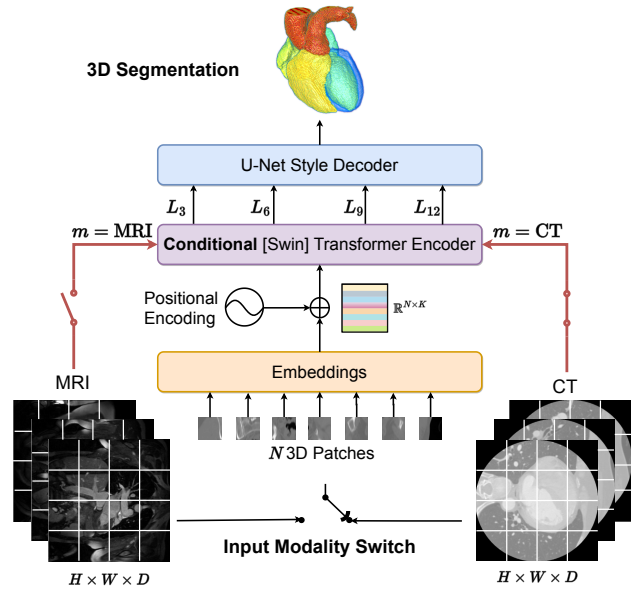 3D Segmentation
U-Net Style Decoder
L₃ L₆ L₉ L₁₂
m = MRI
m = CT
Conditional [Swin] Transformer Encoder
Positional
Encoding
ℝ^{N×K}
Embeddings
MRI
CT
N 3D Patches
Input Modality Switch
H × W × D
H × W × D